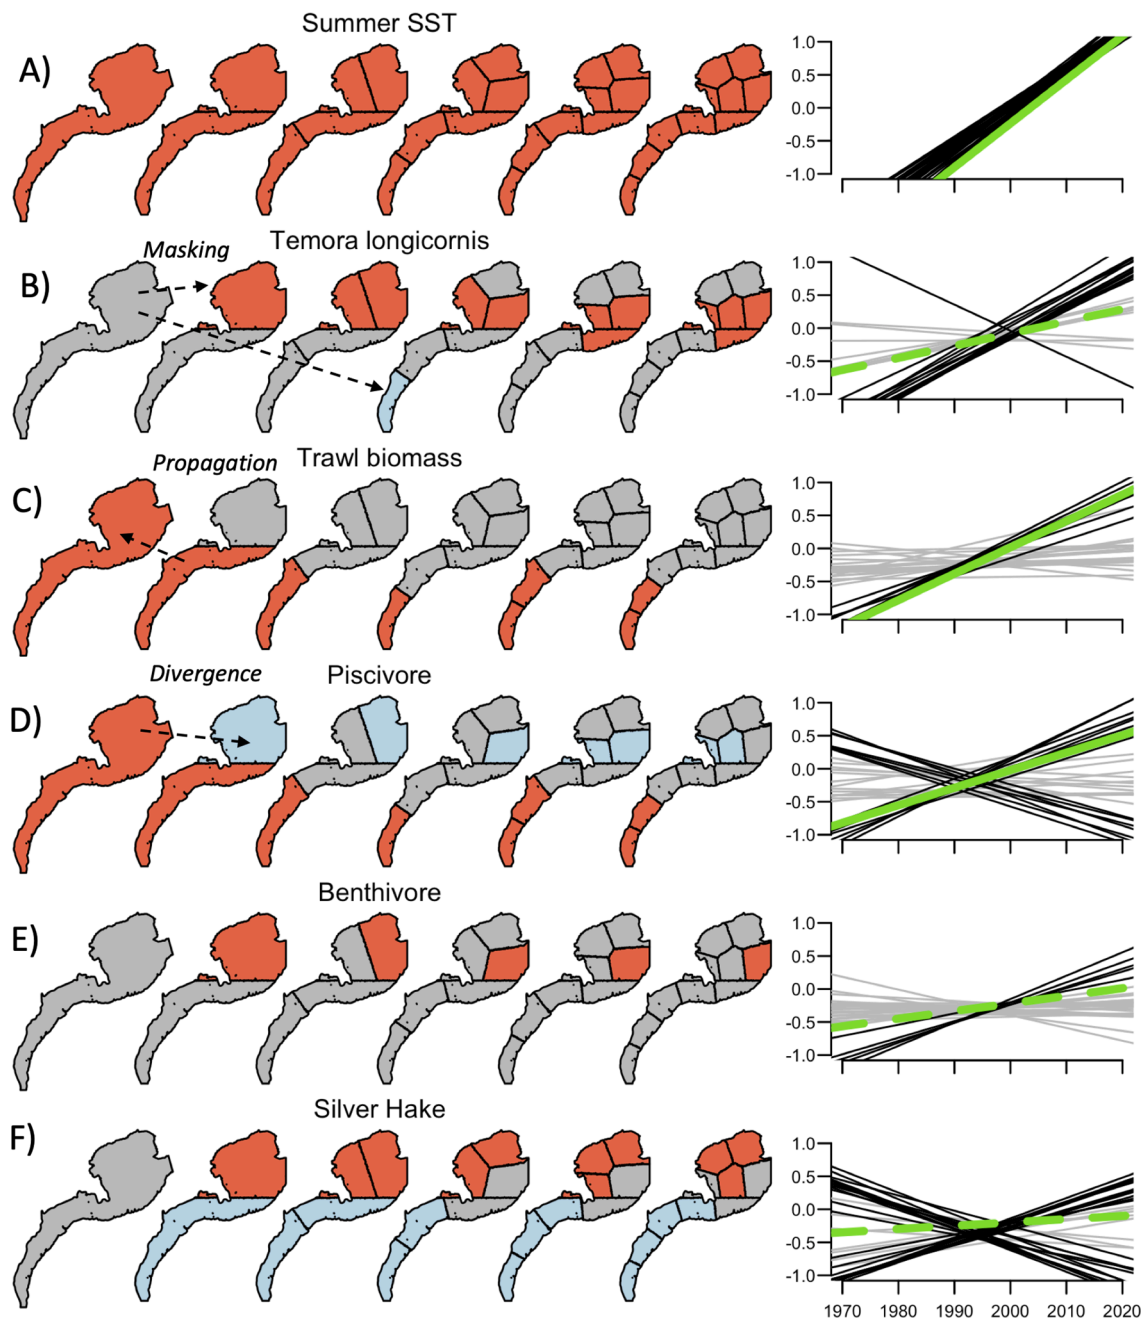 Summer SST
A)
1.0
0.5
0.0
-0.5
-1.0
Masking
Temora longicornis
B)
1.0
0.5
0.0
-0.5
-1.0
Propagation
Trawl biomass
C)
1.0
0.5
0.0
-0.5
-1.0
Divergence
Piscivore
D)
1.0
0.5
0.0
-0.5
-1.0
Benthivore
E)
1.0
0.5
0.0
-0.5
-1.0
Silver Hake
F)
1.0
0.5
0.0
-0.5
-1.0
1970 1980 1990 2000 2010 2020